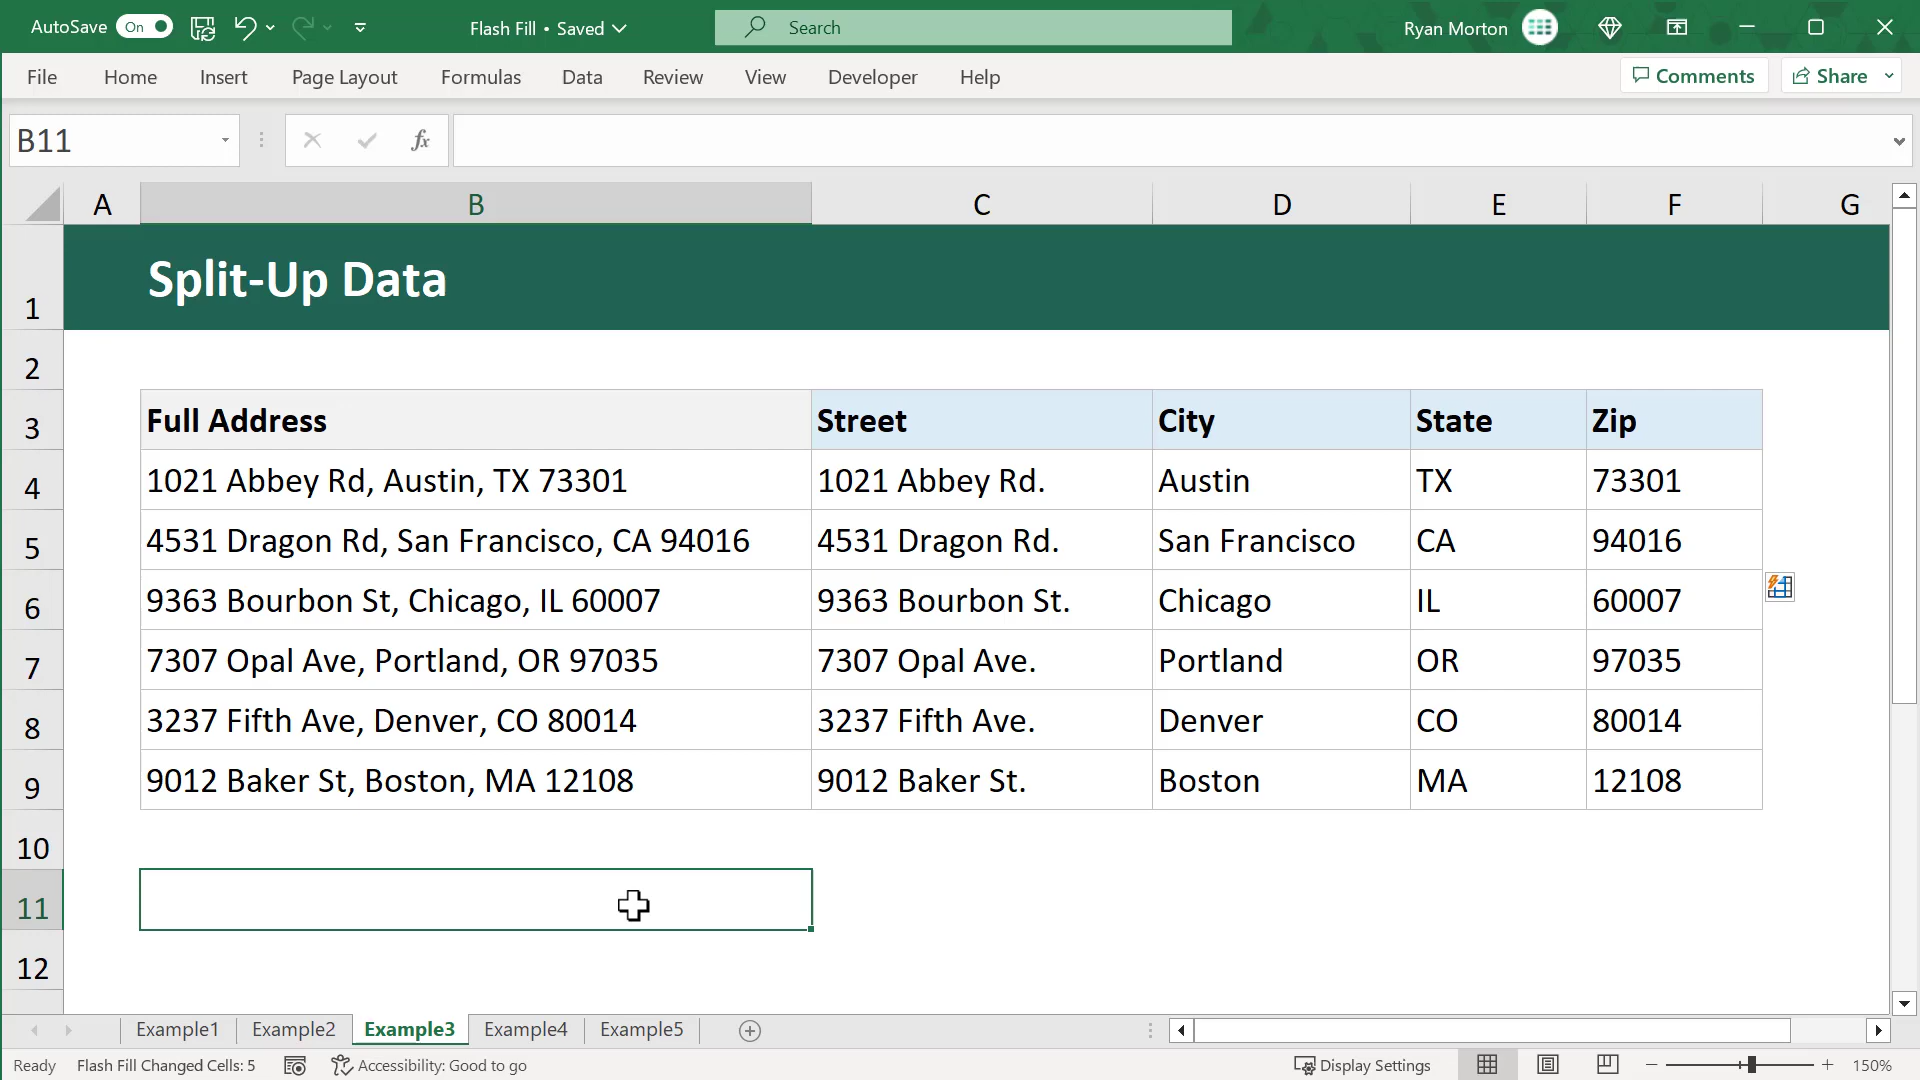 AutoSave On Flash Fill • Saved Search Ryan Morton
File Home Insert Page Layout Formulas Data Review View Developer Help Comments Share
B11 fx
A B C D E F G
1 Split-Up Data
2
3 Full Address Street City State Zip
4 1021 Abbey Rd, Austin, TX 73301 1021 Abbey Rd. Austin TX 73301
5 4531 Dragon Rd, San Francisco, CA 94016 4531 Dragon Rd. San Francisco CA 94016
6 9363 Bourbon St, Chicago, IL 60007 9363 Bourbon St. Chicago IL 60007
7 7307 Opal Ave, Portland, OR 97035 7307 Opal Ave. Portland OR 97035
8 3237 Fifth Ave, Denver, CO 80014 3237 Fifth Ave. Denver CO 80014
9 9012 Baker St, Boston, MA 12108 9012 Baker St. Boston MA 12108
10
11
12
Example1 Example2 Example3 Example4 Example5
Ready Flash Fill Changed Cells: 5 Accessibility: Good to go Display Settings 150%